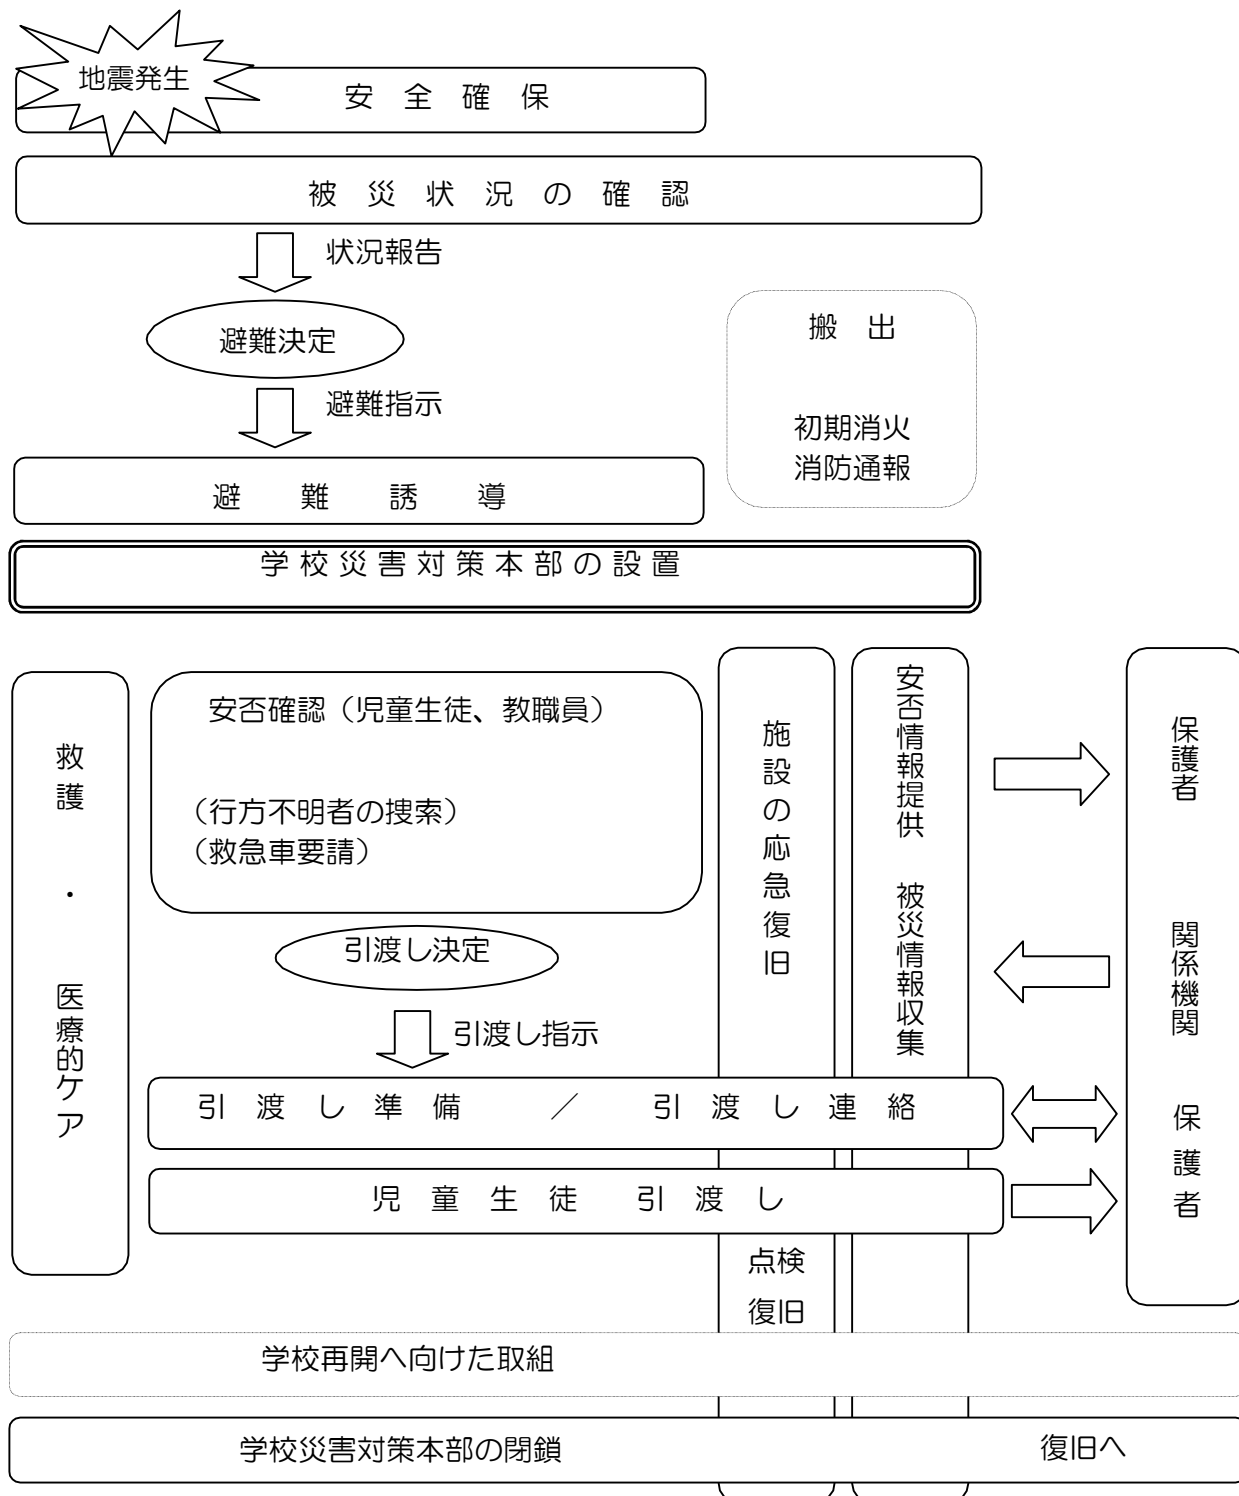 地震発生
安全確保
被災状況の確認
状況報告
避難決定
避難指示
搬出
初期消火
消防通報
避難誘導
学校災害対策本部の設置
救護・医療的ケア
安否確認（児童生徒、教職員）
（行方不明者の捜索）
（救急車要請）
引渡し決定
引渡し指示
施設の応急復旧
安否情報提供 被災情報収集
保護者
関係機関
保護者
引渡し準備 ／ 引渡し連絡
児童生徒 引渡し
点検
復旧
学校再開へ向けた取組
学校災害対策本部の閉鎖 復旧へ